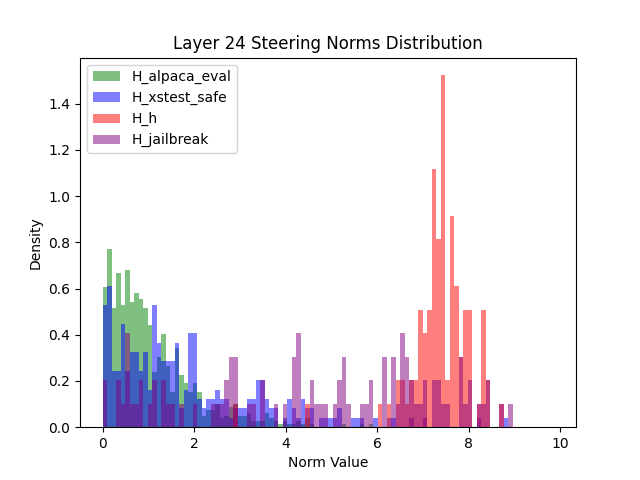 Layer 24 Steering Norms Distribution
H_alpaca_eval
H_xstest_safe
H_h
H_jailbreak
Density
1.4
1.2
1.0
0.8
0.6
0.4
0.2
0.0
0 2 4 6 8 10
Norm Value